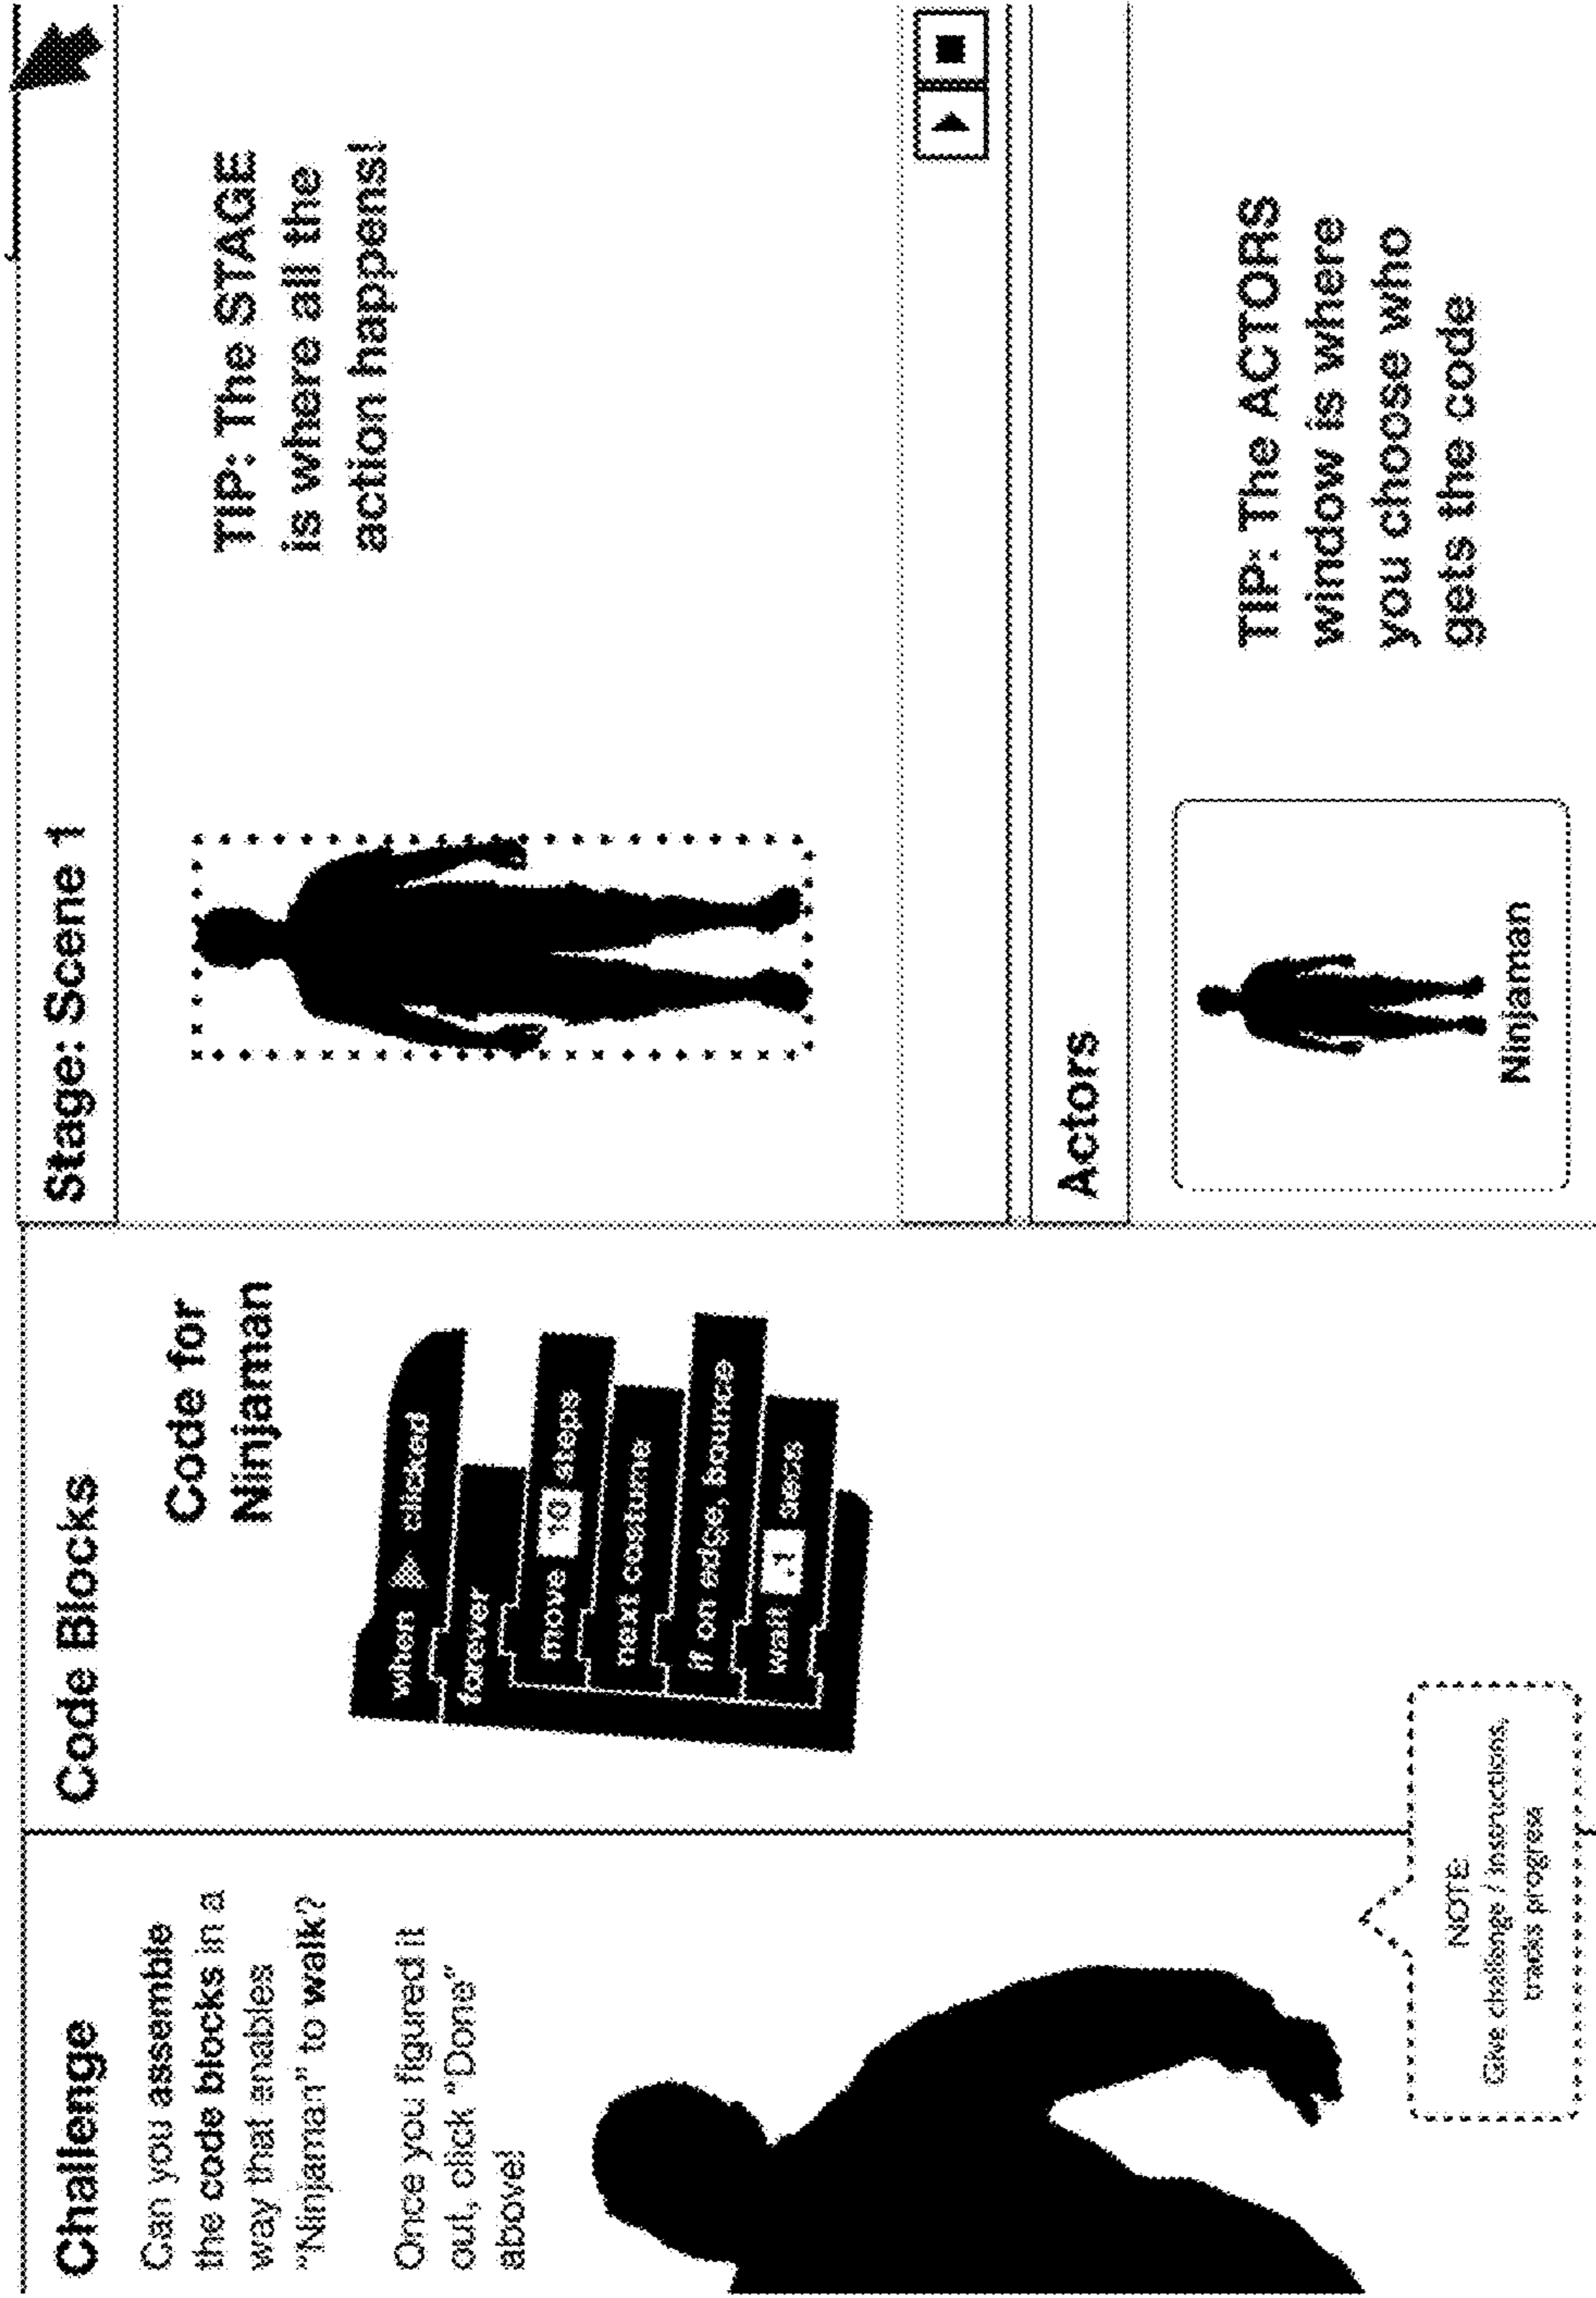 Challenge
Can you assemble
the code blocks in a
way that enables
"Ninjaman" to walk?
Once you figured it
out, click "Done"
above!
NOTE:
Give challenge / instructions,
tracks progress
Code Blocks
Code for
Ninjaman
when clicked
forever
move 10 steps
next costume
if on edge, bounce
wait .1 secs
Stage: Scene 1
TIP: The STAGE
is where all the
action happens!
Actors
Ninjaman
TIP: The ACTORS
window is where
you choose who
gets the code